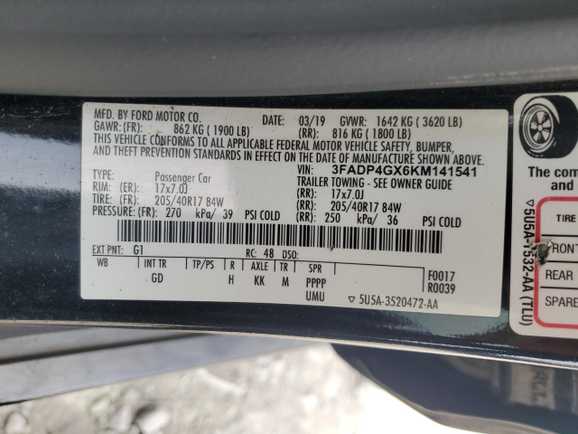 MFD. BY FORD MOTOR CO.
DATE: 03/19 GVWR: 1642 KG ( 3620 LB)
GAWR: (FR): 862 KG ( 1900 LB) (RR): 816 KG ( 1800 LB)
THIS VEHICLE CONFORMS TO ALL APPLICABLE FEDERAL MOTOR VEHICLE SAFETY, BUMPER,
AND THEFT PREVENTION STANDARDS IN EFFECT ON THE DATE OF MANUFACTURE SHOWN ABOVE.
VIN: 3FADP4GX6KM141541
TYPE: Passenger Car TRAILER TOWING - SEE OWNER GUIDE
RIM: (FR) 17x7.0J (RR): 17x7.0J
TIRE: (FR): 205/40R17 84W (RR): 205/40R17 84W
PRESSURE: (FR): 270 kPa/ 39 PSI COLD (RR): 250 kPa/ 36 PSI COLD
EXT PNT: G1 RC: 48 DSO:
WB INT TR TP/PS R AXLE TR SPR F0017
GD H KK M PPPP R0039
UMU
▽ 5U5A-3520472-AA
TIRE
FRONT
REAR
SPARE